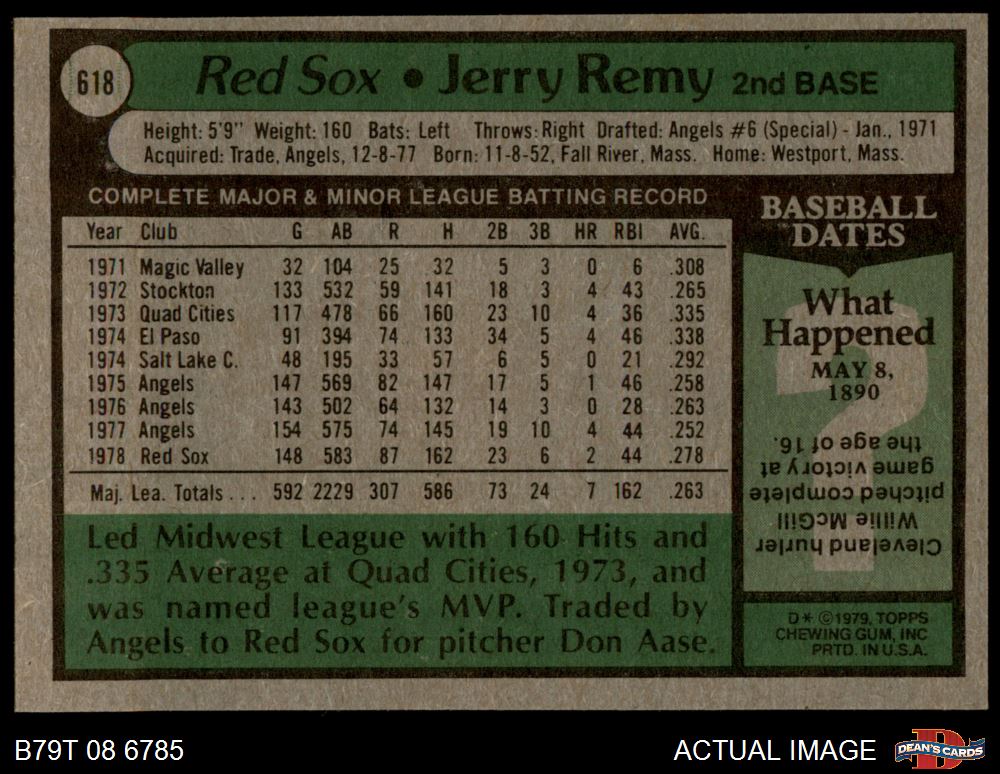 618
Red Sox • Jerry Remy 2nd BASE
Height: 5'9" Weight: 160 Bats: Left Throws: Right Drafted: Angels #6 (Special) - Jan., 1971
Acquired: Trade, Angels, 12-8-77 Born: 11-8-52, Fall River, Mass. Home: Westport, Mass.
COMPLETE MAJOR & MINOR LEAGUE BATTING RECORD
Year Club G AB R H 2B 3B HR RBI AVG.
1971 Magic Valley 32 104 25 32 5 3 0 6 .308
1972 Stockton 133 532 59 141 18 3 4 43 .265
1973 Quad Cities 117 478 66 160 23 10 4 36 .335
1974 El Paso 91 394 74 133 34 5 4 46 .338
1974 Salt Lake C. 48 195 33 57 6 5 0 21 .292
1975 Angels 147 569 82 147 17 5 1 46 .258
1976 Angels 143 502 64 132 14 3 0 28 .263
1977 Angels 154 575 74 145 19 10 4 44 .252
1978 Red Sox 148 583 87 162 23 6 2 44 .278
Maj. Lea. Totals . . . 592 2229 307 586 73 24 7 162 .263
Led Midwest League with 160 Hits and
.335 Average at Quad Cities, 1973, and
was named league's MVP. Traded by
Angels to Red Sox for pitcher Don Aase.
BASEBALL
DATES
What
Happened
MAY 8,
1890
?
Cleveland hurler
Willie McGill
pitched complete
game victory at
the age of 16.
D* ©1979, TOPPS
CHEWING GUM, INC
PRTD. IN U.S.A.
B79T 08 6785
ACTUAL IMAGE
D
DEAN'S CARDS